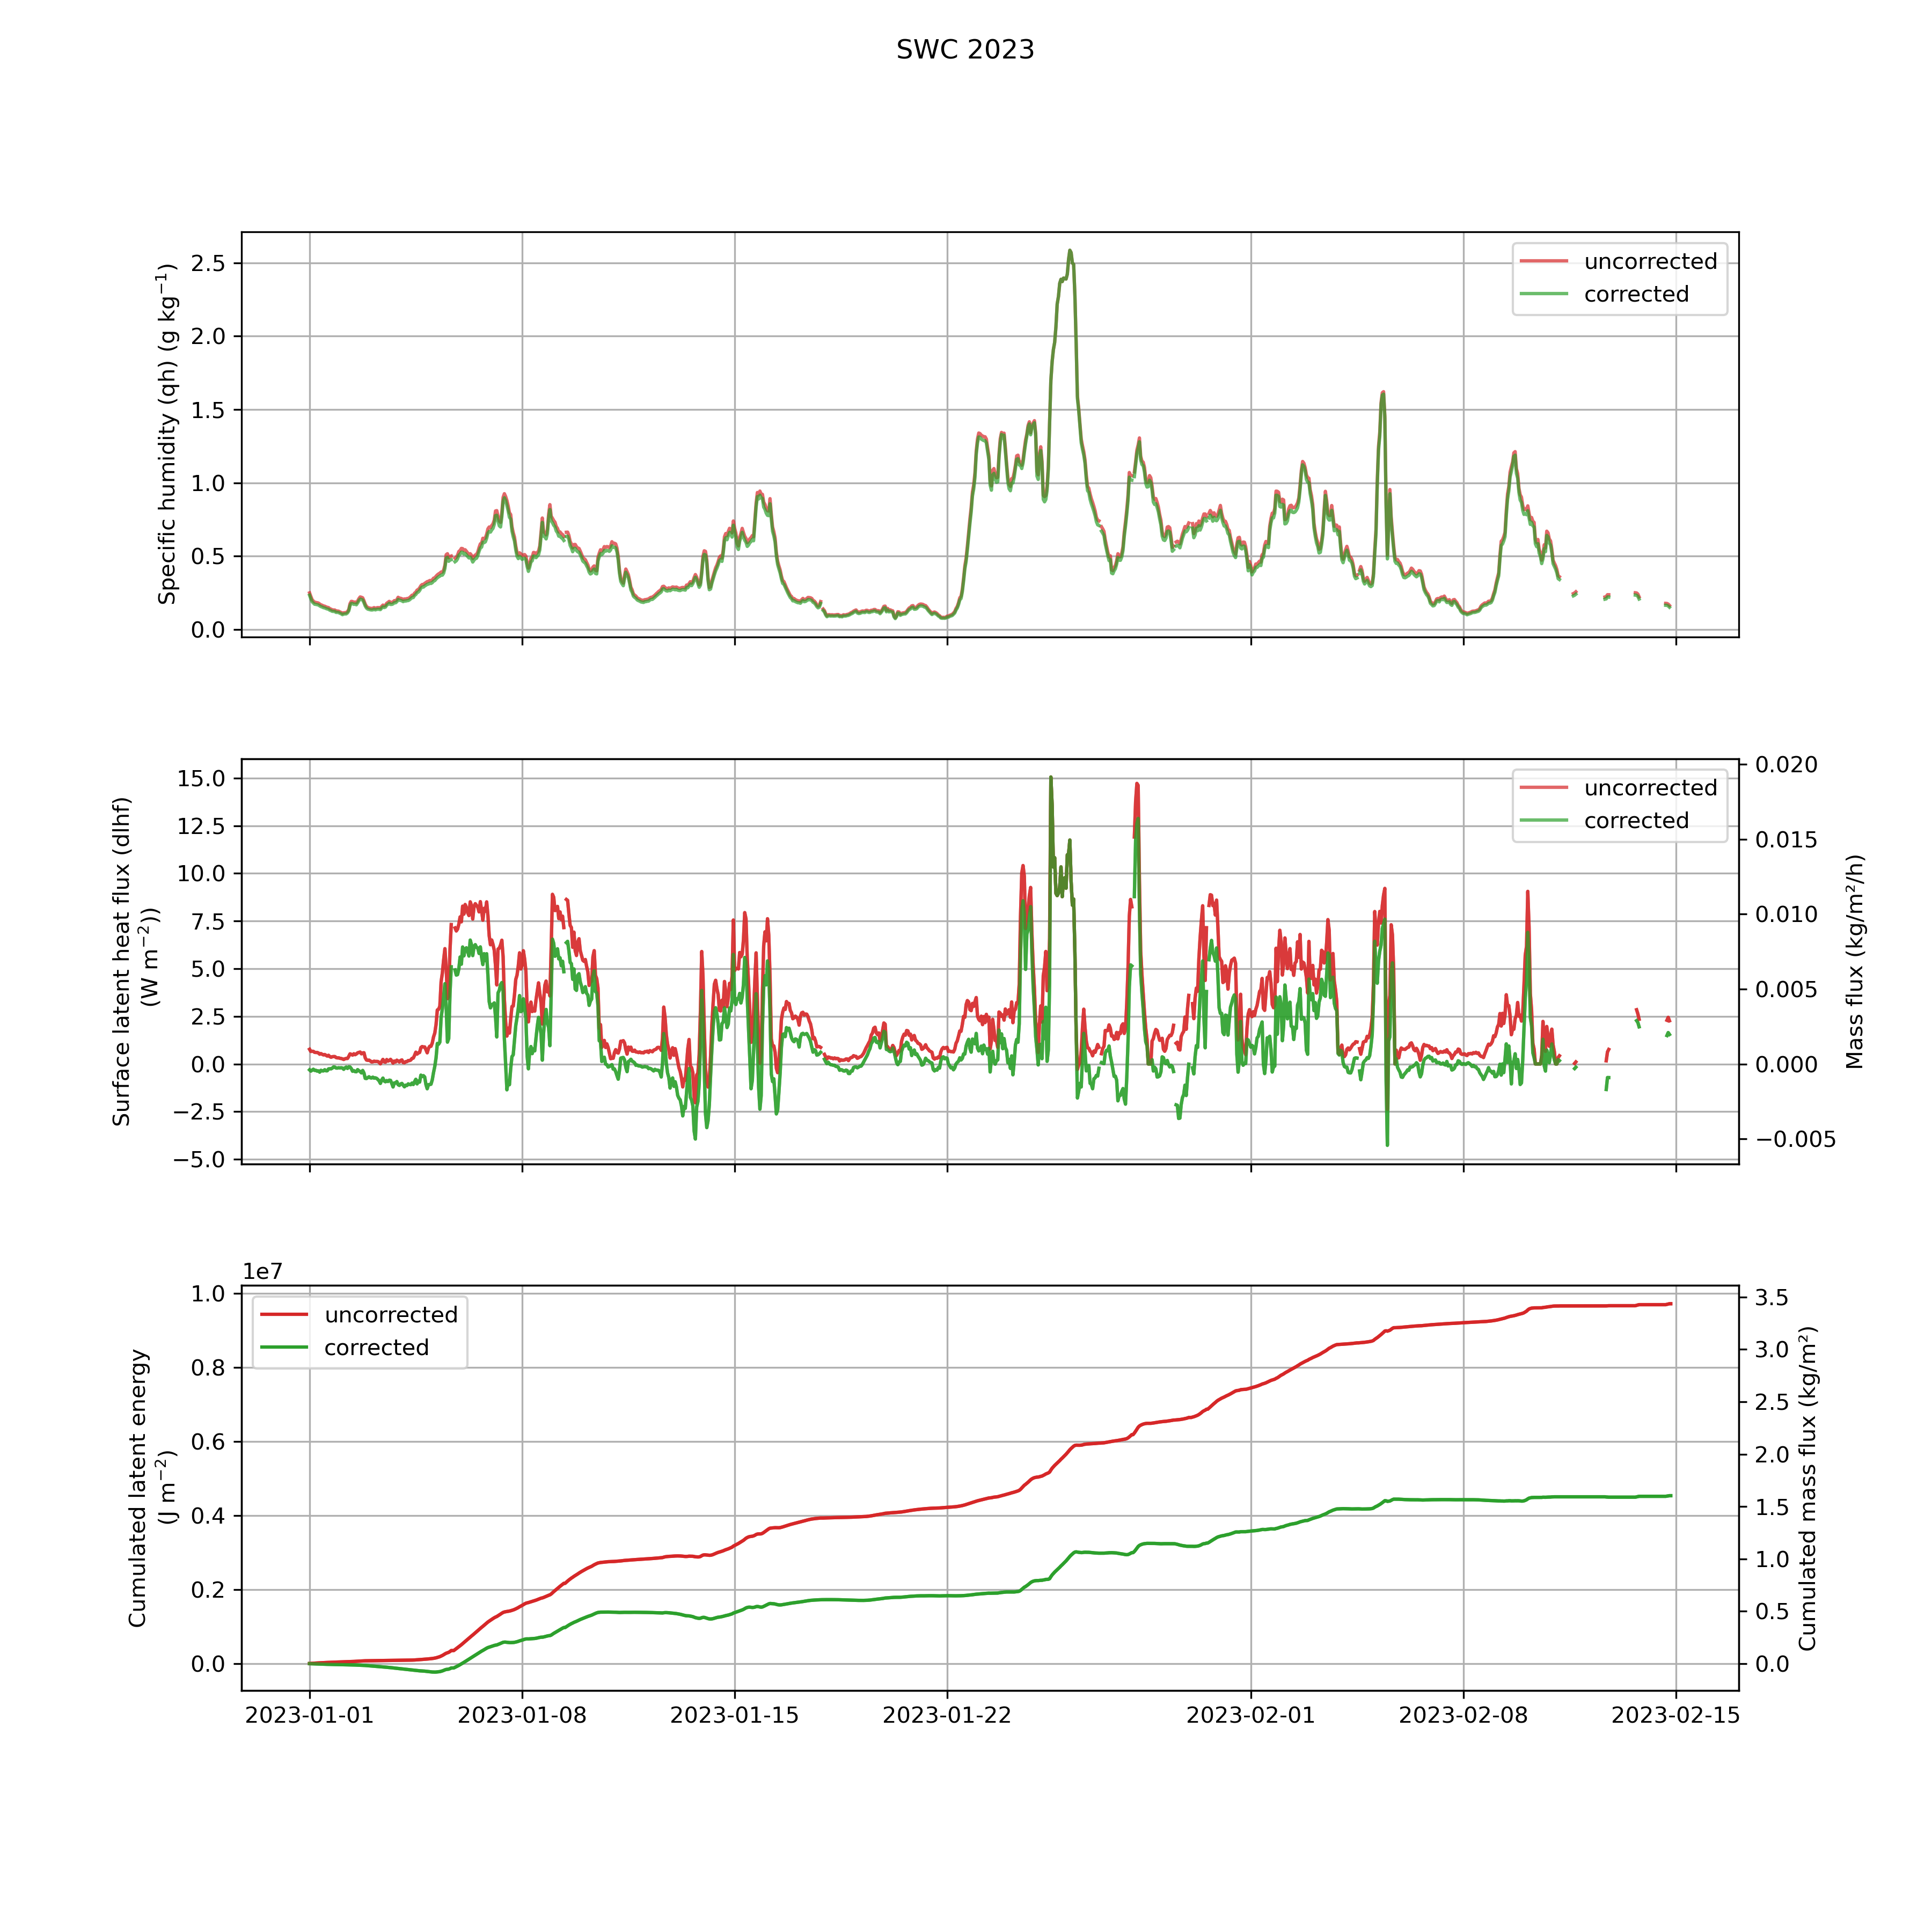 SWC 2023
Specific humidity (qh) (g kg⁻¹)
2.5
2.0
1.5
1.0
0.5
0.0
uncorrected
corrected
Surface latent heat flux (dlhf)
(W m⁻²))
15.0
12.5
10.0
7.5
5.0
2.5
0.0
−2.5
−5.0
uncorrected
corrected
0.020
0.015
0.010
0.005
0.000
−0.005
Mass flux (kg/m²/h)
1e7
Cumulated latent energy
(J m⁻²)
1.0
0.8
0.6
0.4
0.2
0.0
uncorrected
corrected
3.5
3.0
2.5
2.0
1.5
1.0
0.5
0.0
Cumulated mass flux (kg/m²)
2023-01-01 2023-01-08 2023-01-15 2023-01-22 2023-02-01 2023-02-08 2023-02-15